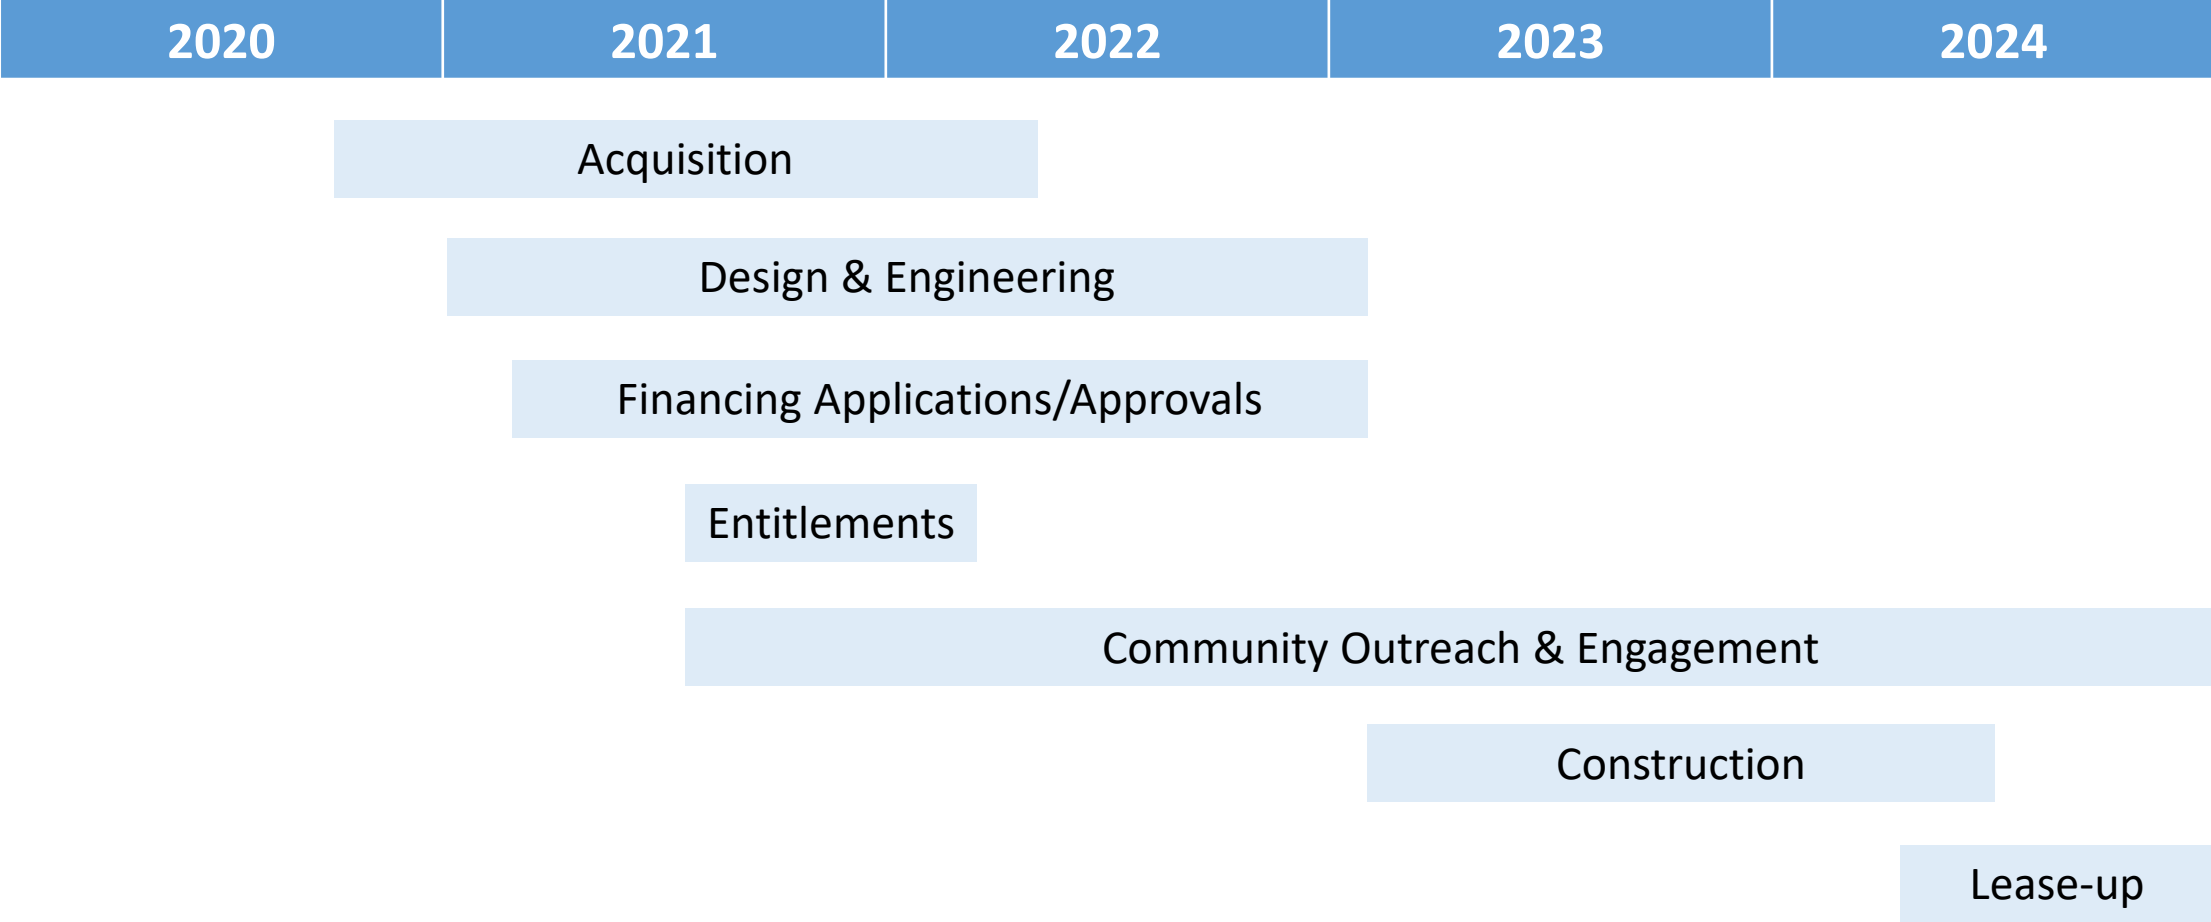 2020 2021 2022 2023 2024
Acquisition
Design & Engineering
Financing Applications/Approvals
Entitlements
Community Outreach & Engagement
Construction
Lease-up